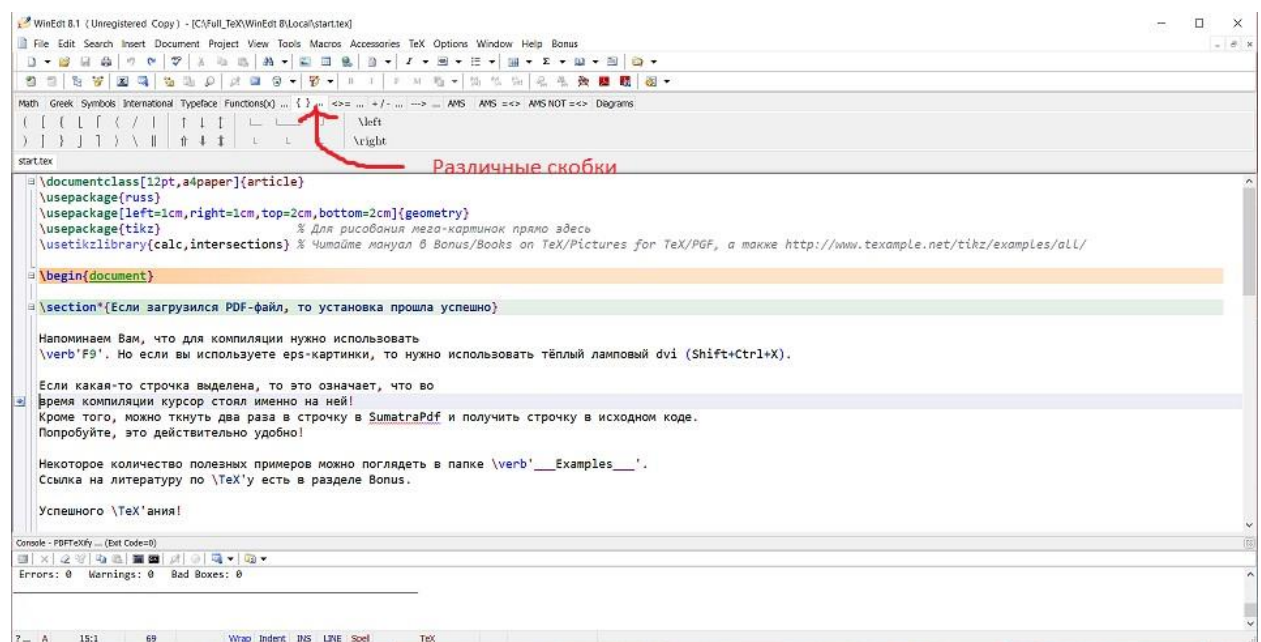 WinEdt 8.1 ( Unregistered Copy ) - [C:\Full_TeX\WinEdt 8\Local\start.tex]
File Edit Search Insert Document Project View Tools Macros Accessories TeX Options Window Help Bonus
Math Greek Symbols International Typeface Functions(x) ... { } ... <>= ... +/- ... ---> ... AMS AMS =<> AMS NOT =<> Diagrams
\left
\right
start.tex
Различные скобки
\documentclass[12pt,a4paper]{article}
\usepackage{russ}
\usepackage[left=1cm,right=1cm,top=2cm,bottom=2cm]{geometry}
\usepackage{tikz} % Для рисования мега-картинок прямо здесь
\usetikzlibrary{calc,intersections} % Читайте мануал в Bonus/Books on TeX/Pictures for TeX/PGF, а также http://www.texample.net/tikz/examples/all/
\begin{document}
\section*{Если загрузился PDF-файл, то установка прошла успешно}
Напоминаем Вам, что для компиляции нужно использовать
\verb'F9'. Но если вы используете eps-картинки, то нужно использовать тёплый ламповый dvi (Shift+Ctrl+X).
Если какая-то строчка выделена, то это означает, что во
время компиляции курсор стоял именно на ней!
Кроме того, можно ткнуть два раза в строчку в SumatraPdf и получить строчку в исходном коде.
Попробуйте, это действительно удобно!
Некоторое количество полезных примеров можно поглядеть в папке \verb'___Examples___'.
Ссылка на литературу по \TeX'у есть в разделе Bonus.
Успешного \TeX'ания!
Console - PDFTeXify ... (Exit Code=0)
Errors: 0 Warnings: 0 Bad Boxes: 0
?... A 15:1 69 Wrap Indent INS LINE Spell TeX